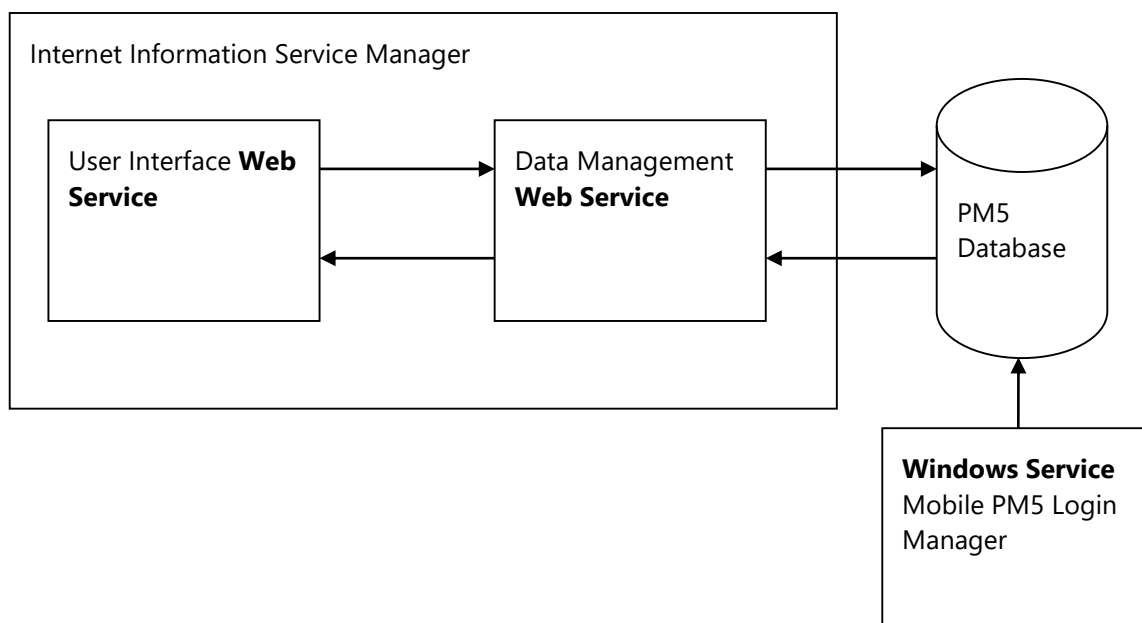 Internet Information Service Manager
User Interface Web
Service
Data Management
Web Service
PM5
Database
Windows Service
Mobile PM5 Login
Manager